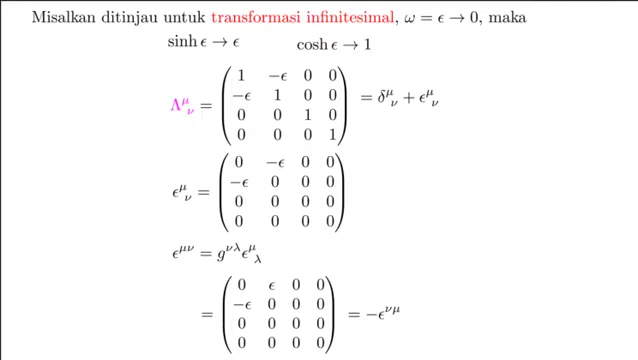 Misalkan ditinjau untuk transformasi infinitesimal, ω = ϵ → 0, maka
sinh ϵ → ϵ cosh ϵ → 1
Λ^μ_ν = ( 1 −ϵ 0 0
−ϵ 1 0 0
0 0 1 0
0 0 0 1 ) = δ^μ_ν + ϵ^μ_ν
ϵ^μ_ν = ( 0 −ϵ 0 0
−ϵ 0 0 0
0 0 0 0
0 0 0 0 )
ϵ^{μν} = g^{νλ} ϵ^μ_λ
= ( 0 ϵ 0 0
−ϵ 0 0 0
0 0 0 0
0 0 0 0 ) = −ϵ^{νμ}